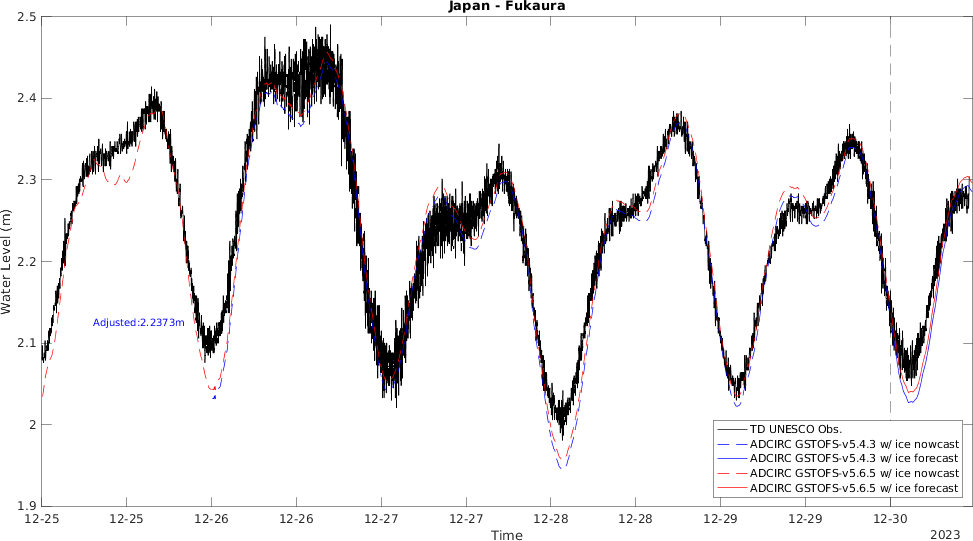 Japan - Fukaura
2.5
2.4
2.3
2.2
2.1
2
1.9
Water Level (m)
Adjusted:2.2373m
TD UNESCO Obs.
ADCIRC GSTOFS-v5.4.3 w/ ice nowcast
ADCIRC GSTOFS-v5.4.3 w/ ice forecast
ADCIRC GSTOFS-v5.6.5 w/ ice nowcast
ADCIRC GSTOFS-v5.6.5 w/ ice forecast
12-25 12-25 12-26 12-26 12-27 12-27 12-28 12-28 12-29 12-29 12-30
Time
2023